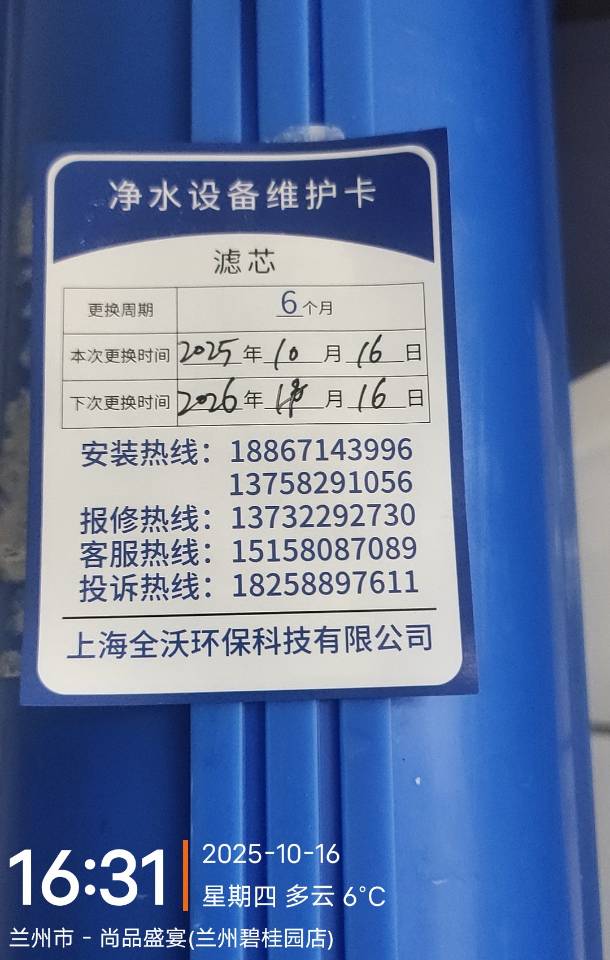 净水设备维护卡
滤芯
更换周期 6个月
本次更换时间 2025年10月16日
下次更换时间 2026年 月16日
安装热线：18867143996
13758291056
报修热线：13732292730
客服热线：15158087089
投诉热线：18258897611
上海全沃环保科技有限公司
16:31
2025-10-16
星期四 多云 6℃
兰州市 - 尚品盛宴(兰州碧桂园店)